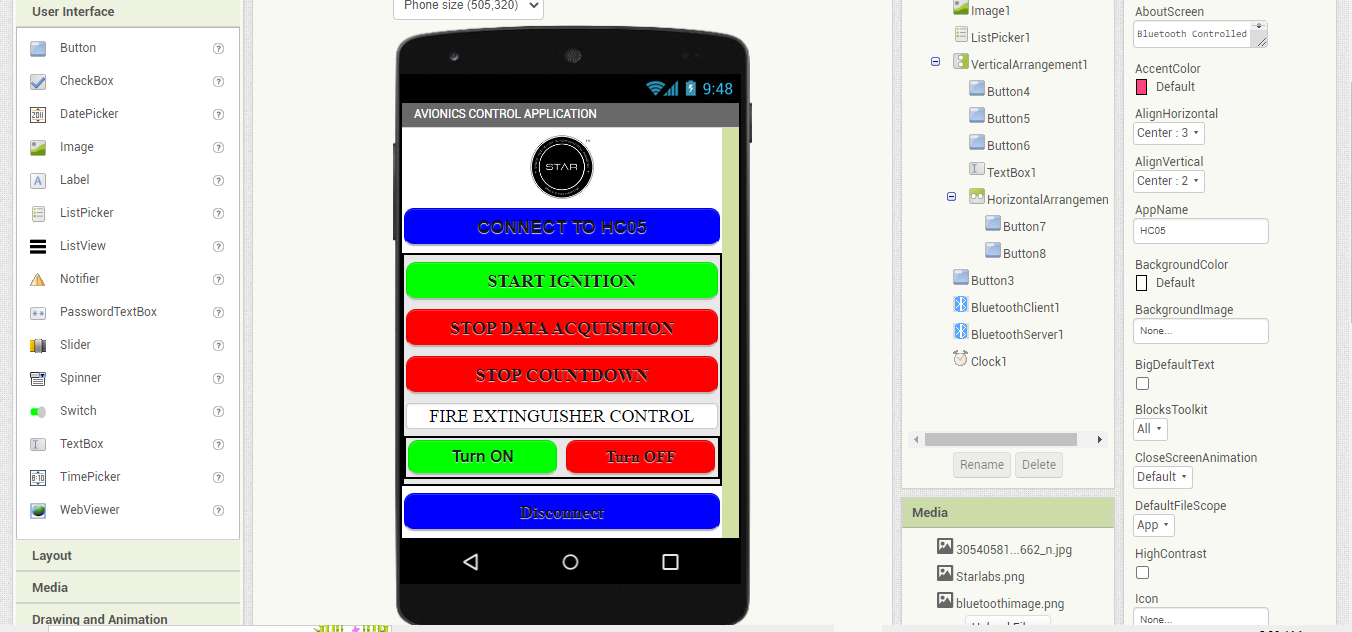 User Interface
Button
CheckBox
DatePicker
Image
Label
ListPicker
ListView
Notifier
PasswordTextBox
Slider
Spinner
Switch
TextBox
TimePicker
WebViewer
Layout
Media
Drawing and Animation
Phone size (505,320)
9:48
AVIONICS CONTROL APPLICATION
STAR
CONNECT TO HC05
START IGNITION
STOP DATA ACQUISITION
STOP COUNTDOWN
FIRE EXTINGUISHER CONTROL
Turn ON Turn OFF
Disconnect
Image1
ListPicker1
VerticalArrangement1
Button4
Button5
Button6
TextBox1
HorizontalArrangemen
Button7
Button8
Button3
BluetoothClient1
BluetoothServer1
Clock1
Rename Delete
Media
30540581...662_n.jpg
Starlabs.png
bluetoothimage.png
AboutScreen
Bluetooth Controlled
AccentColor
Default
AlignHorizontal
Center : 3
AlignVertical
Center : 2
AppName
HC05
BackgroundColor
Default
BackgroundImage
None...
BigDefaultText
BlocksToolkit
All
CloseScreenAnimation
Default
DefaultFileScope
App
HighContrast
Icon
None...